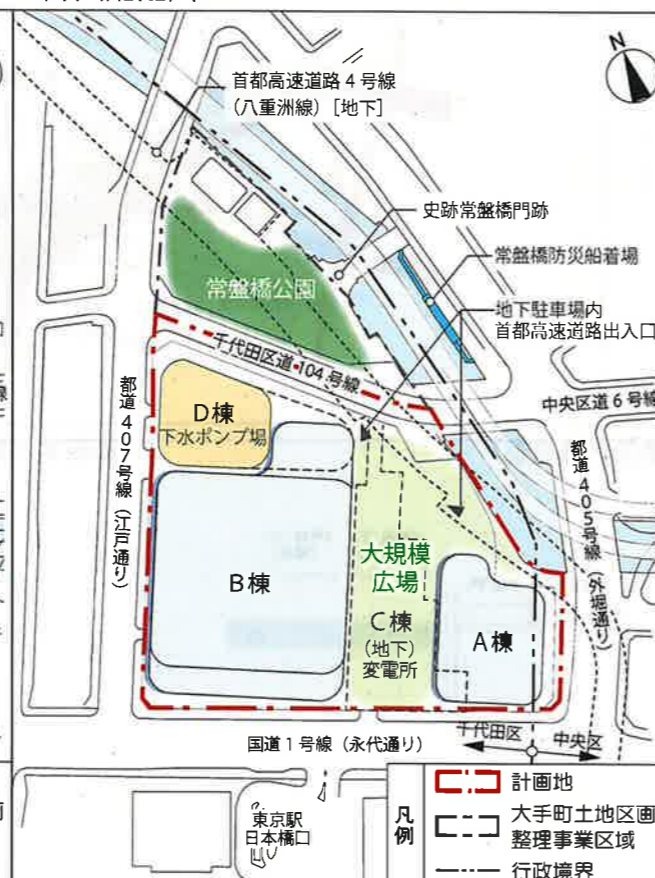 N
首都高速道路4号線
(八重洲線)[地下]
史跡常盤橋門跡
常盤橋防災船着場
地下駐車場内
首都高速道路出入口
常盤橋公園
千代田区道104号線
中央区道6号線
都道407号線(江戸通り)
都道405号線(外堀通り)
D棟
下水ポンプ場
B棟
大規模
広場
C棟
(地下)
変電所
A棟
千代田区 中央区
国道1号線(永代通り)
東京駅
日本橋口
凡例
計画地
大手町土地区画
整理事業区域
行政境界